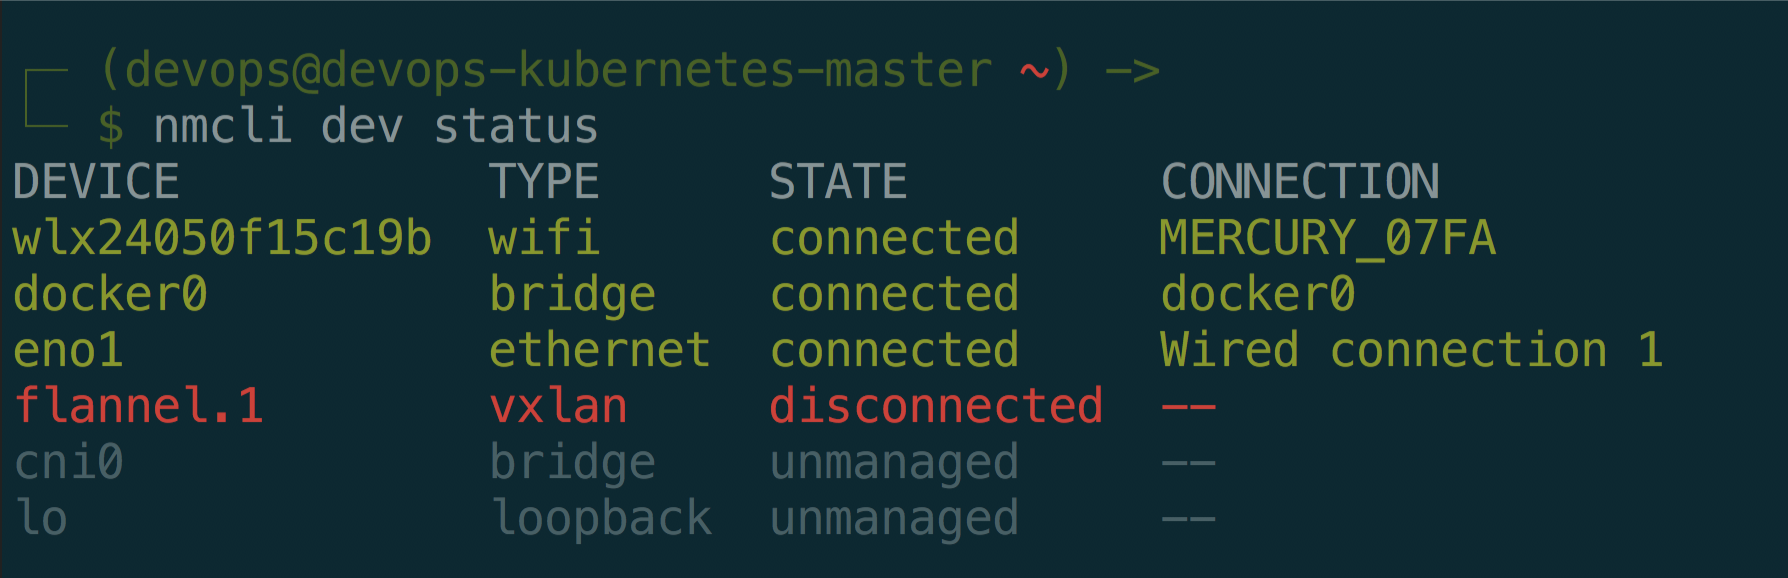 (devops@devops-kubernetes-master ~) ->
$ nmcli dev status
DEVICE TYPE STATE CONNECTION
wlx24050f15c19b wifi connected MERCURY_07FA
docker0 bridge connected docker0
eno1 ethernet connected Wired connection 1
flannel.1 vxlan disconnected --
cni0 bridge unmanaged --
lo loopback unmanaged --